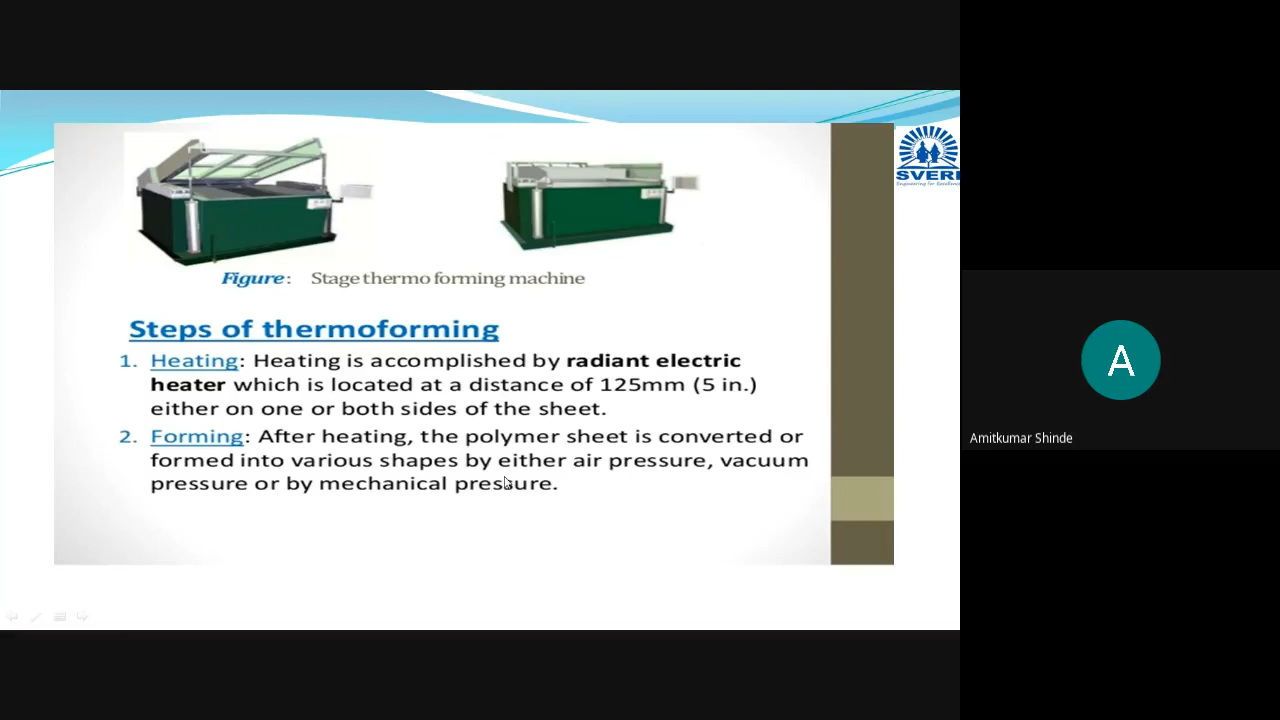 SVERI
Engineering for Excellence
Figure: Stage thermo forming machine
Steps of thermoforming
1. Heating: Heating is accomplished by radiant electric
heater which is located at a distance of 125mm (5 in.)
either on one or both sides of the sheet.
2. Forming: After heating, the polymer sheet is converted or
formed into various shapes by either air pressure, vacuum
pressure or by mechanical pressure.
A
Amitkumar Shinde